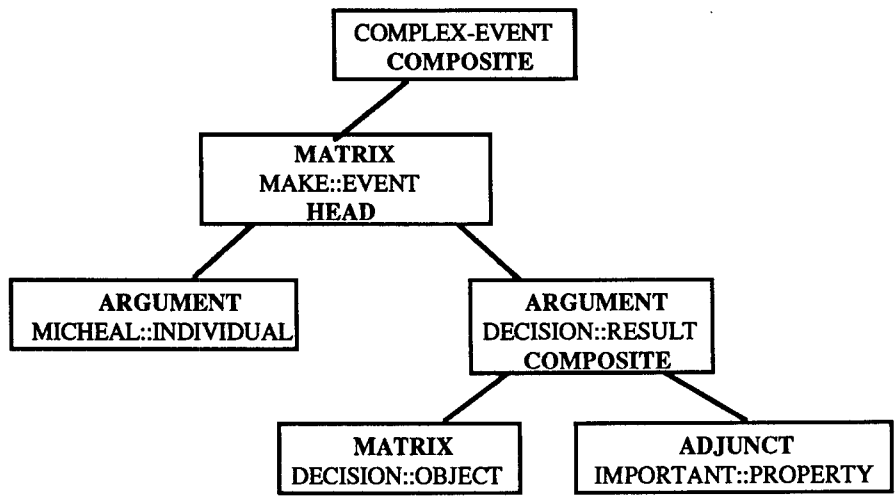 COMPLEX-EVENT
COMPOSITE
MATRIX
MAKE::EVENT
HEAD
ARGUMENT
MICHEAL::INDIVIDUAL
ARGUMENT
DECISION::RESULT
COMPOSITE
MATRIX
DECISION::OBJECT
ADJUNCT
IMPORTANT::PROPERTY